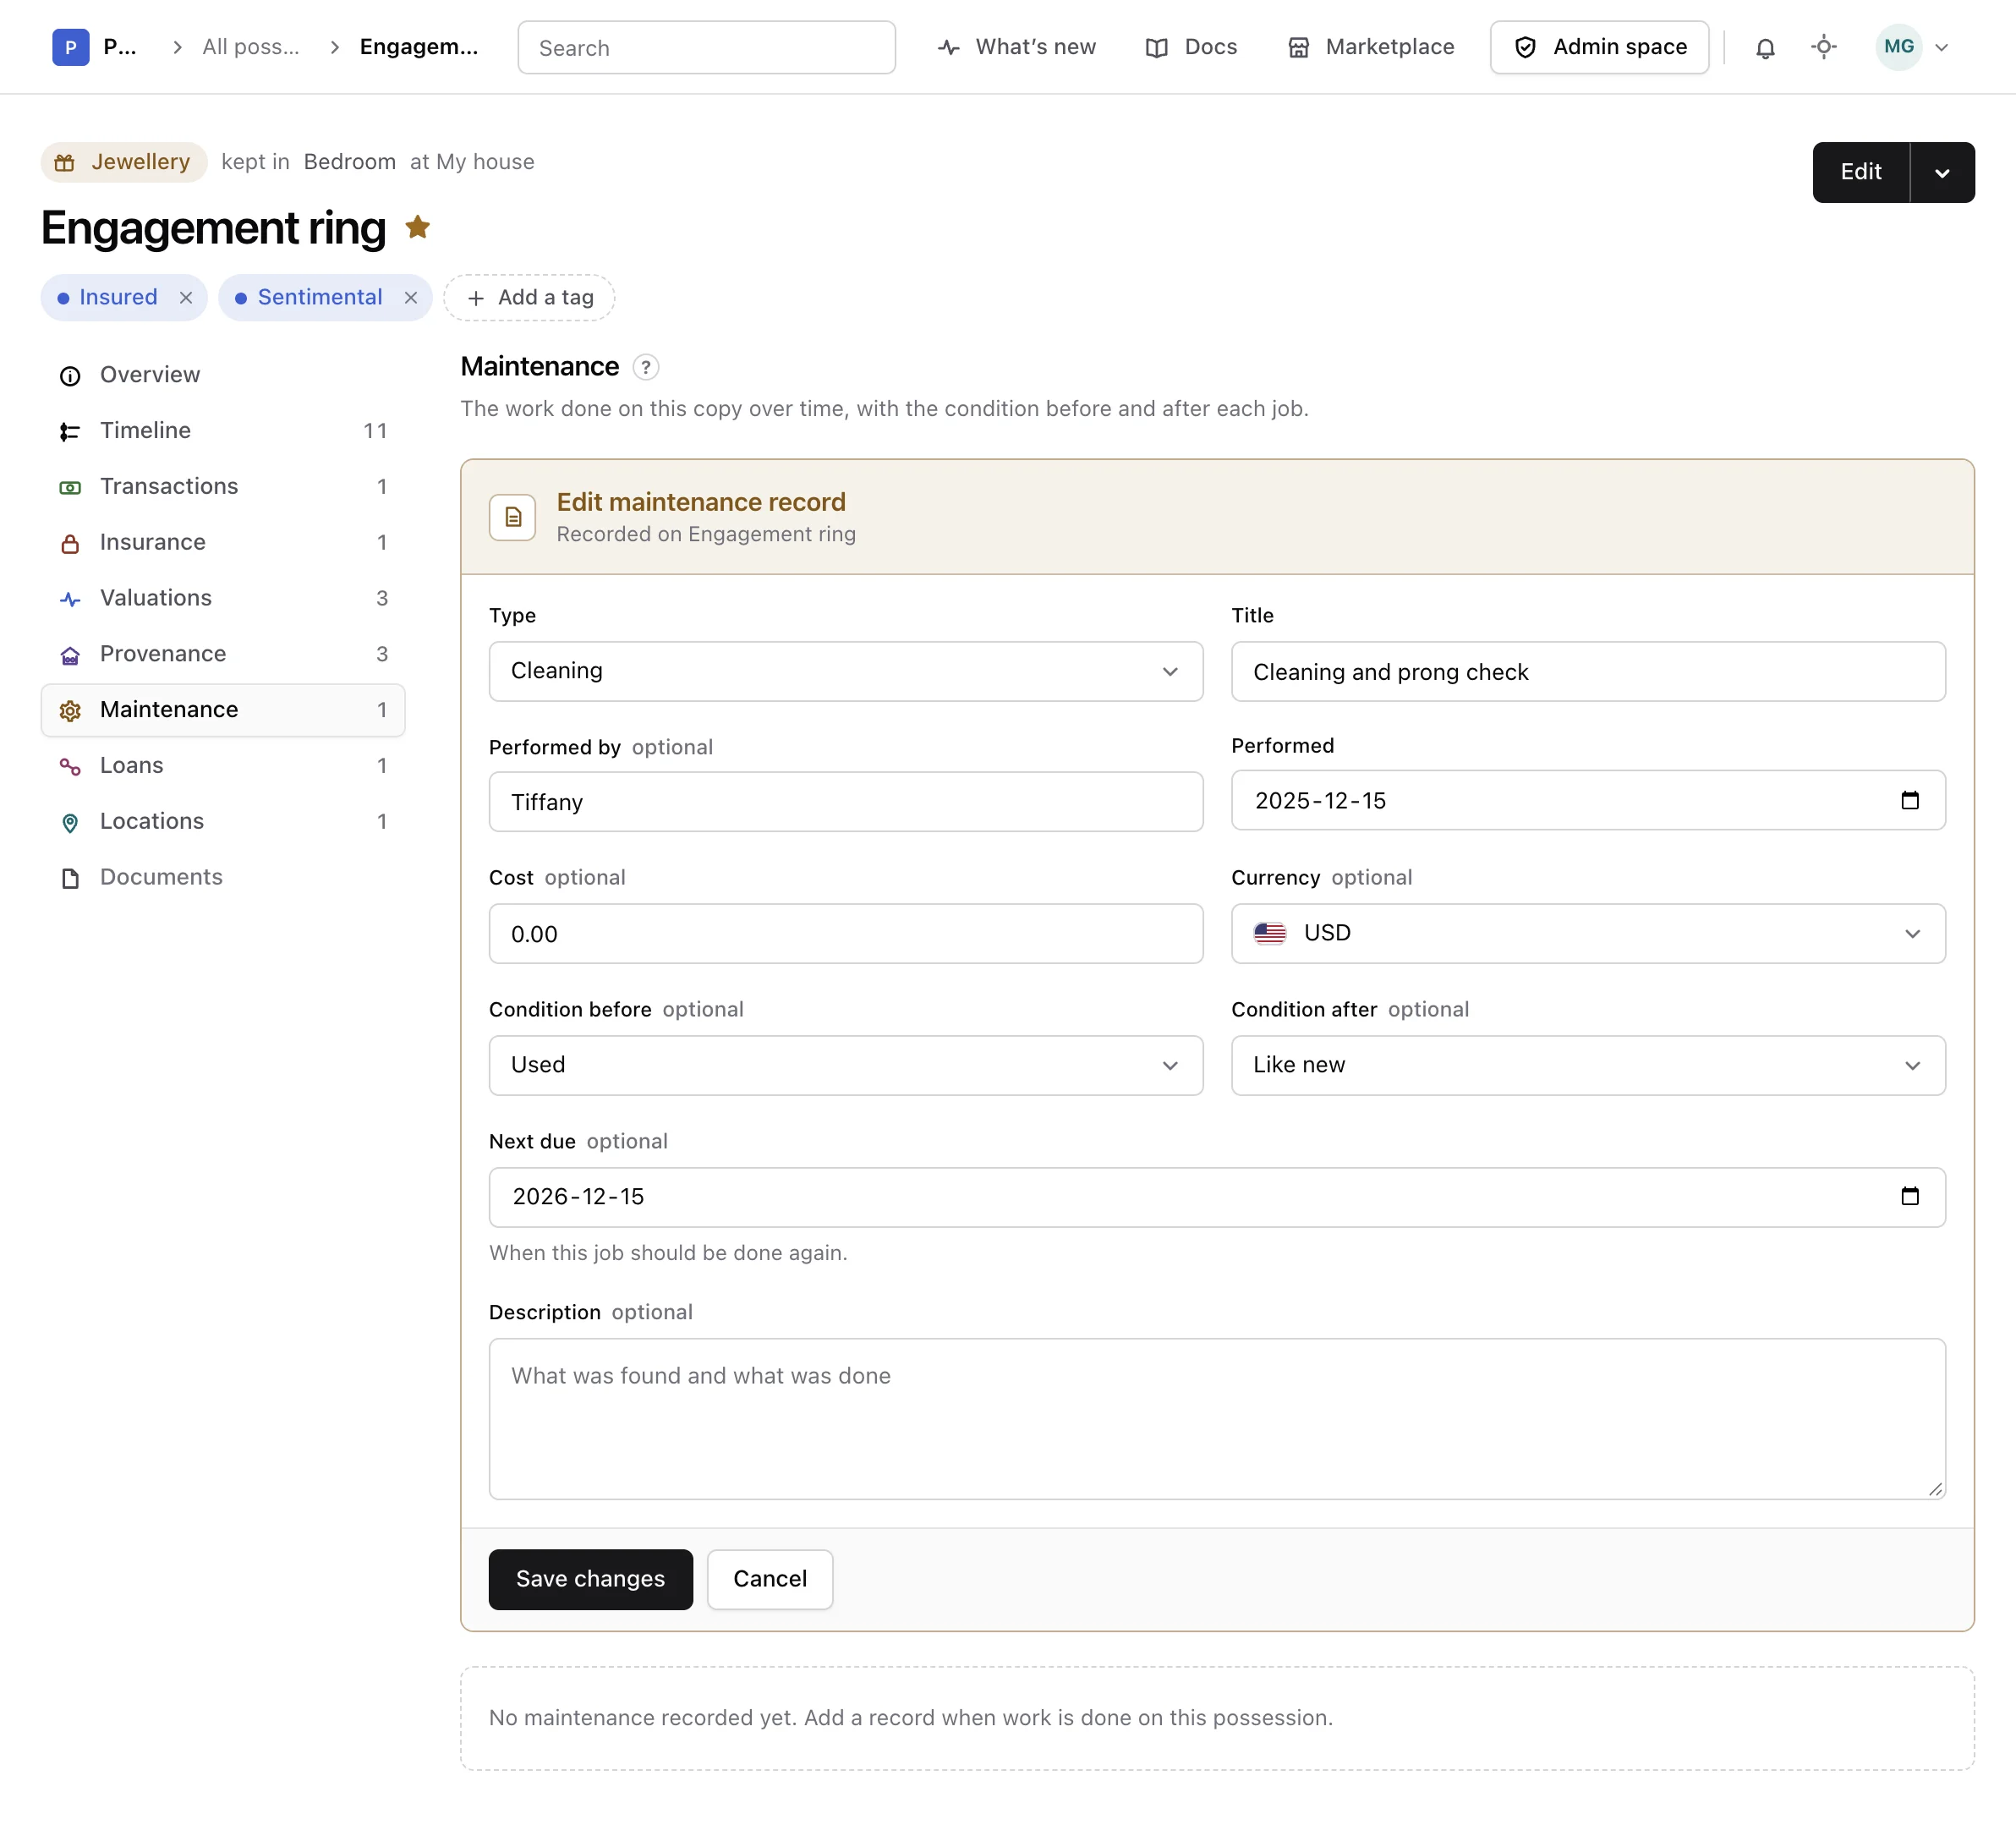 P P... > All poss... > Engagem... Search What's new Docs Marketplace Admin space MG
Jewellery kept in Bedroom at My house
Edit
Engagement ring
Insured × Sentimental × + Add a tag
Overview
Timeline 11
Transactions 1
Insurance 1
Valuations 3
Provenance 3
Maintenance 1
Loans 1
Locations 1
Documents
Maintenance ?
The work done on this copy over time, with the condition before and after each job.
Edit maintenance record
Recorded on Engagement ring
Type Title
Cleaning Cleaning and prong check
Performed by optional Performed
Tiffany 2025-12-15
Cost optional Currency optional
0.00 USD
Condition before optional Condition after optional
Used Like new
Next due optional
2026-12-15
When this job should be done again.
Description optional
What was found and what was done
Save changes Cancel
No maintenance recorded yet. Add a record when work is done on this possession.